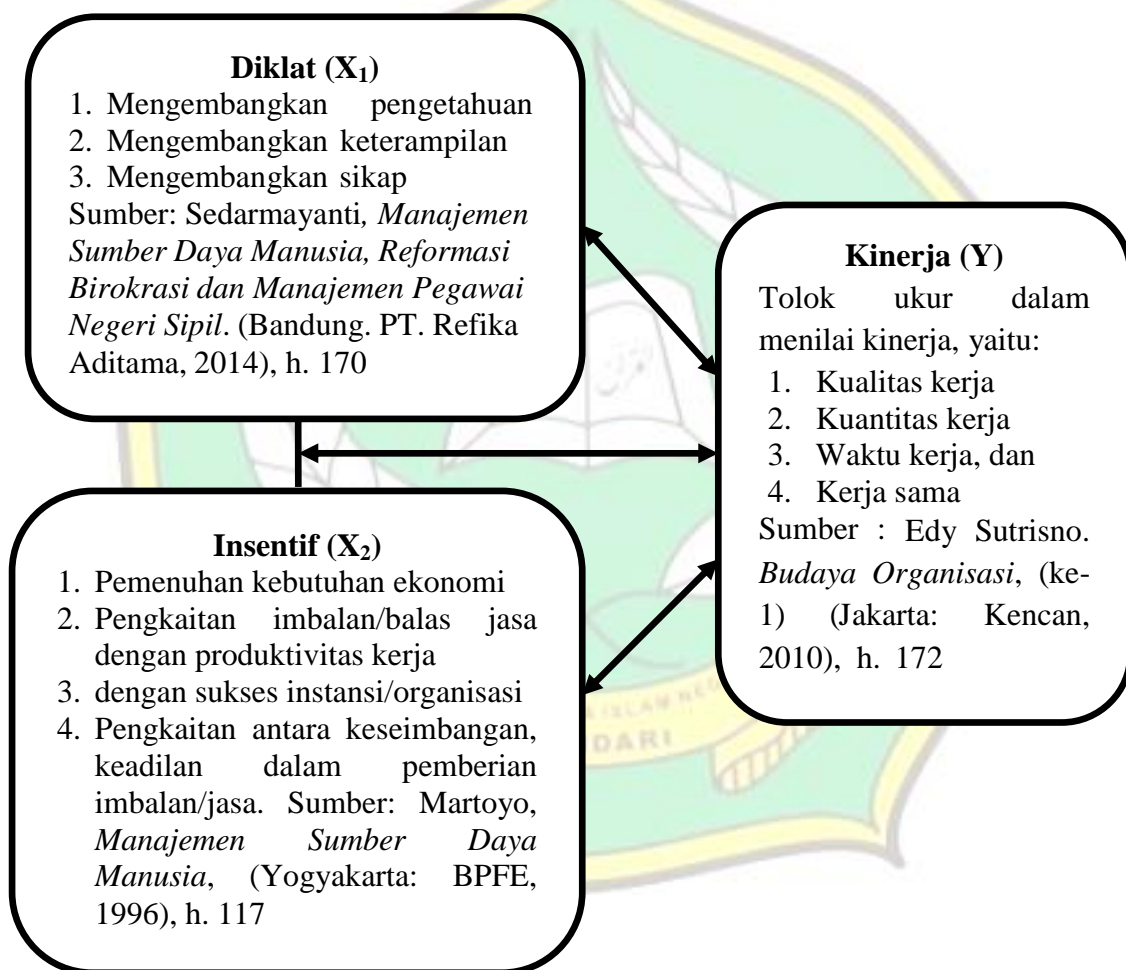 Diklat (X1)
1. Mengembangkan pengetahuan
2. Mengembangkan keterampilan
3. Mengembangkan sikap
Sumber: Sedarmayanti, Manajemen
Sumber Daya Manusia, Reformasi
Birokrasi dan Manajemen Pegawai
Negeri Sipil. (Bandung. PT. Refika
Aditama, 2014), h. 170
Kinerja (Y)
Tolok ukur dalam
menilai kinerja, yaitu:
1. Kualitas kerja
2. Kuantitas kerja
3. Waktu kerja, dan
4. Kerja sama
Sumber : Edy Sutrisno.
Budaya Organisasi, (ke-
1) (Jakarta: Kencan,
2010), h. 172
Insentif (X2)
1. Pemenuhan kebutuhan ekonomi
2. Pengkaitan imbalan/balas jasa
dengan produktivitas kerja
3. dengan sukses instansi/organisasi
4. Pengkaitan antara keseimbangan,
keadilan dalam pemberian
imbalan/jasa. Sumber: Martoyo,
Manajemen Sumber Daya
Manusia, (Yogyakarta: BPFE,
1996), h. 117
ISLAM
DARI